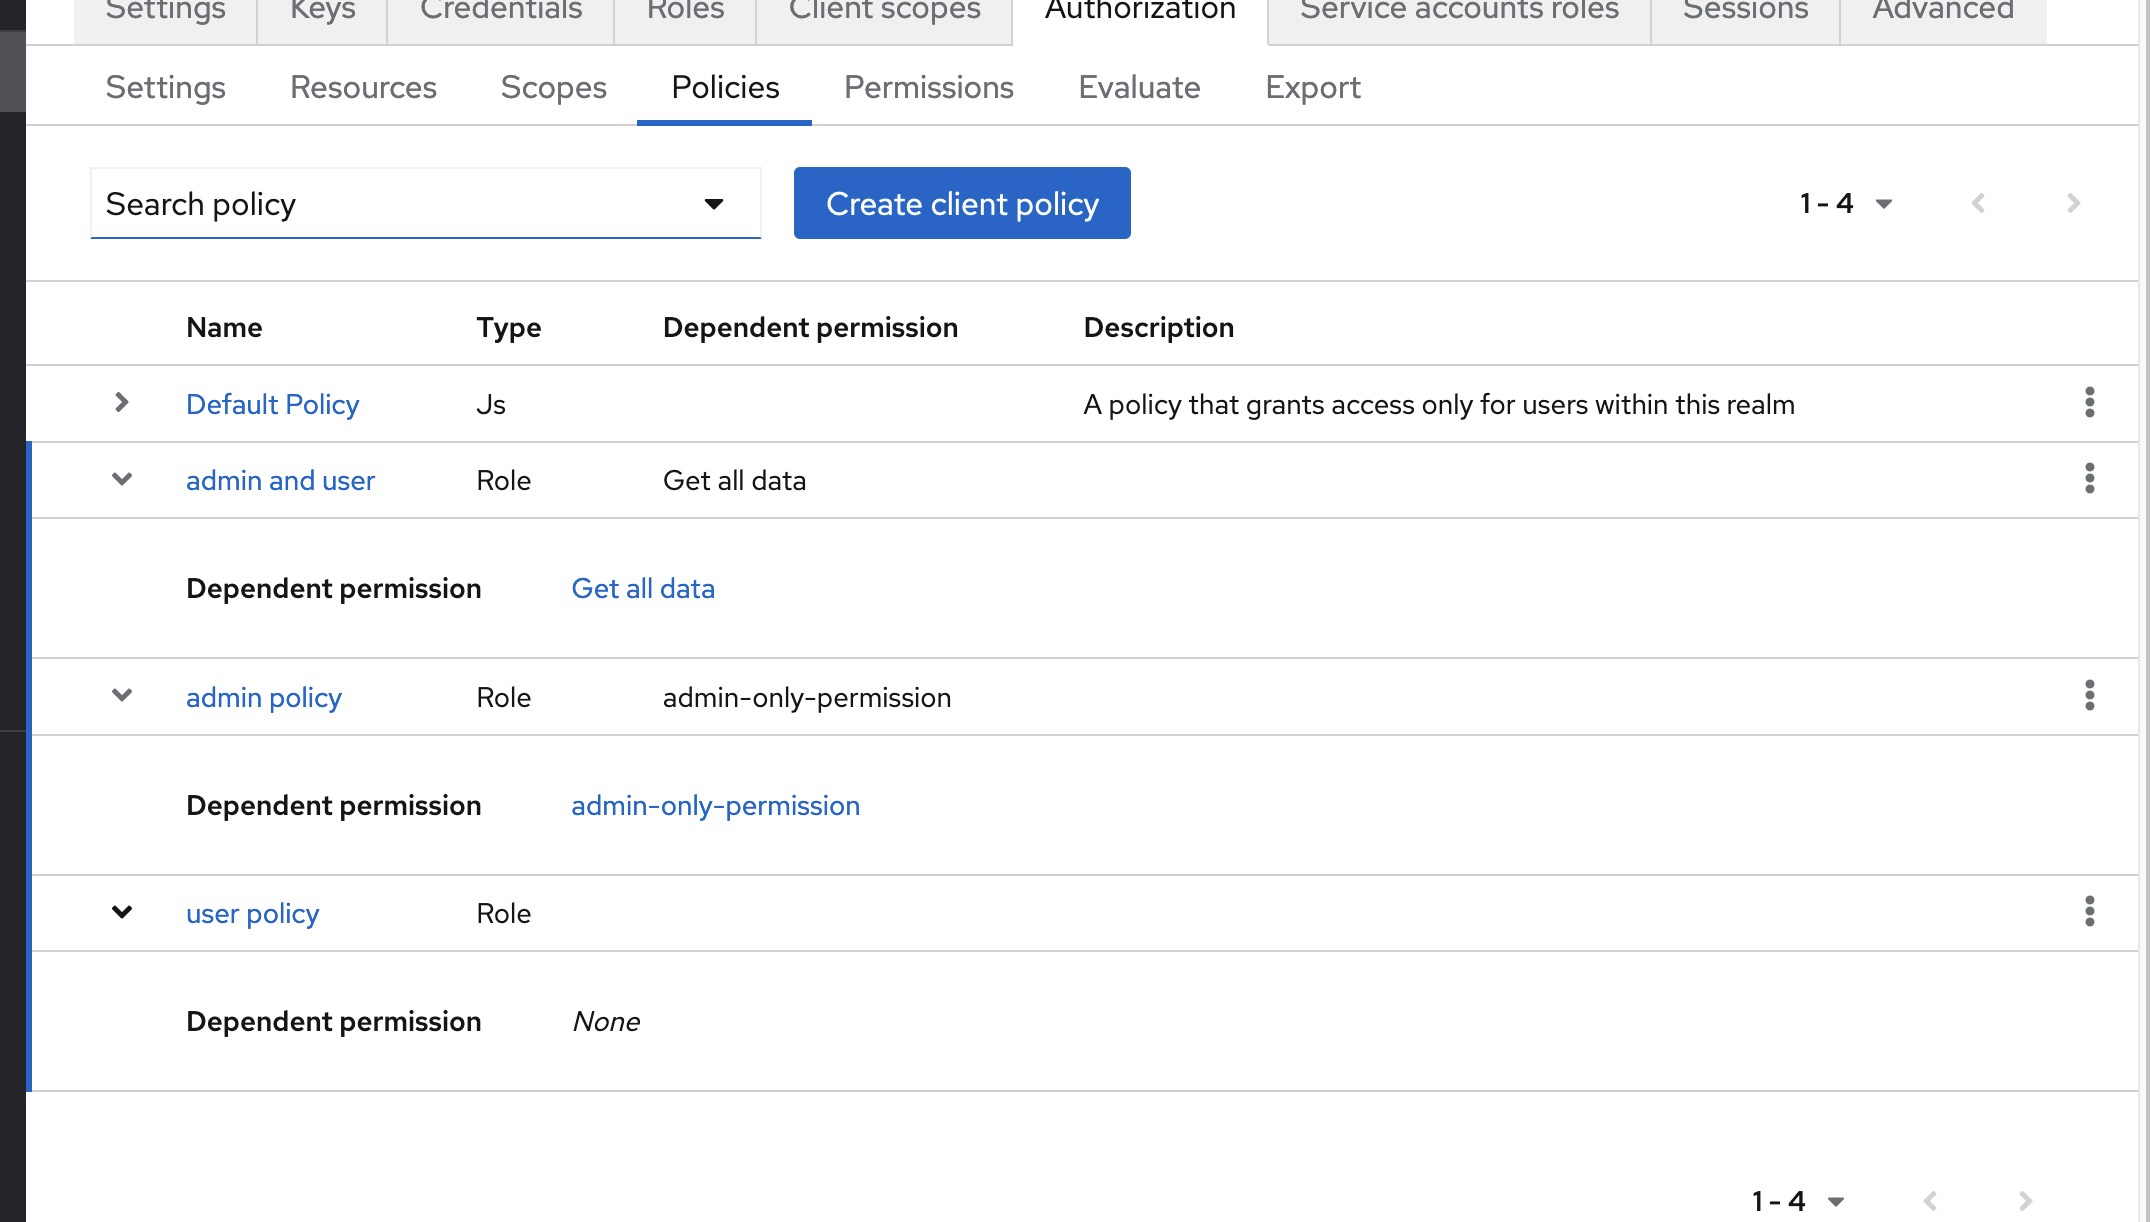 Settings Keys Credentials Roles Client scopes Authorization Service accounts roles Sessions Advanced
Settings Resources Scopes Policies Permissions Evaluate Export
Search policy Create client policy 1 - 4
Name Type Dependent permission Description
Default Policy Js A policy that grants access only for users within this realm
admin and user Role Get all data
Dependent permission Get all data
admin policy Role admin-only-permission
Dependent permission admin-only-permission
user policy Role
Dependent permission None
1 - 4